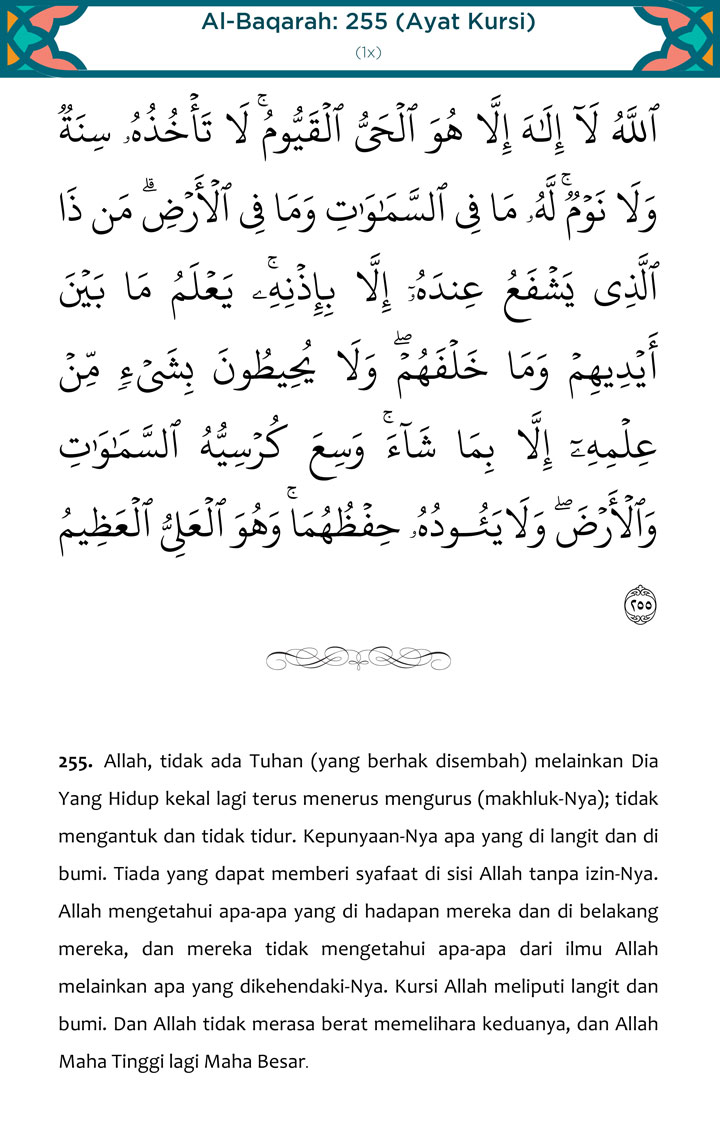 Al-Baqarah: 255 (Ayat Kursi)
(1x)
ٱللَّهُ لَآ إِلَـٰهَ إِلَّا هُوَ ٱلْحَىُّ ٱلْقَيُّومُ ۚ لَا تَأْخُذُهُۥ سِنَةٌ
وَلَا نَوْمٌ ۚ لَّهُۥ مَا فِى ٱلسَّمَـٰوَٰتِ وَمَا فِى ٱلْأَرْضِ ۗ مَن ذَا
ٱلَّذِى يَشْفَعُ عِندَهُۥٓ إِلَّا بِإِذْنِهِۦ ۚ يَعْلَمُ مَا بَيْنَ
أَيْدِيهِمْ وَمَا خَلْفَهُمْ ۖ وَلَا يُحِيطُونَ بِشَىْءٍ مِّنْ
عِلْمِهِۦٓ إِلَّا بِمَا شَآءَ ۚ وَسِعَ كُرْسِيُّهُ ٱلسَّمَـٰوَٰتِ
وَٱلْأَرْضَ ۖ وَلَا يَـُٔودُهُۥ حِفْظُهُمَا ۚ وَهُوَ ٱلْعَلِىُّ ٱلْعَظِيمُ
٢٥٥
255. Allah, tidak ada Tuhan (yang berhak disembah) melainkan Dia
Yang Hidup kekal lagi terus menerus mengurus (makhluk-Nya); tidak
mengantuk dan tidak tidur. Kepunyaan-Nya apa yang di langit dan di
bumi. Tiada yang dapat memberi syafaat di sisi Allah tanpa izin-Nya.
Allah mengetahui apa-apa yang di hadapan mereka dan di belakang
mereka, dan mereka tidak mengetahui apa-apa dari ilmu Allah
melainkan apa yang dikehendaki-Nya. Kursi Allah meliputi langit dan
bumi. Dan Allah tidak merasa berat memelihara keduanya, dan Allah
Maha Tinggi lagi Maha Besar.